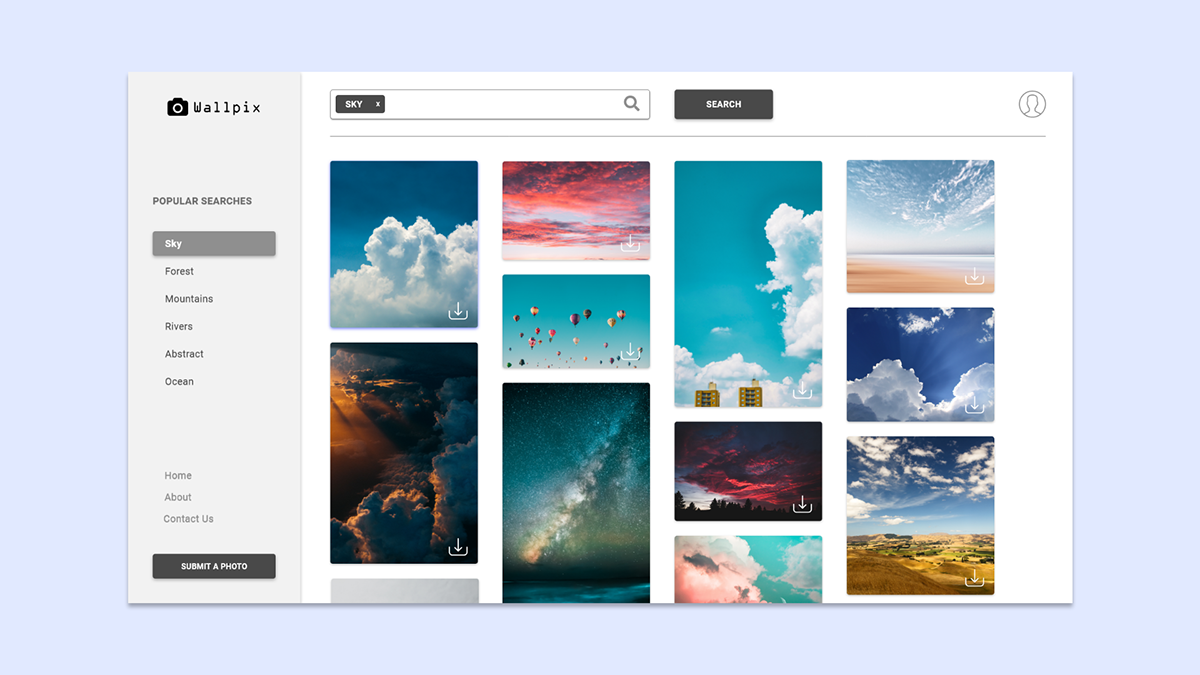 Wallpix
SKY x
SEARCH
POPULAR SEARCHES
Sky
Forest
Mountains
Rivers
Abstract
Ocean
Home
About
Contact Us
SUBMIT A PHOTO